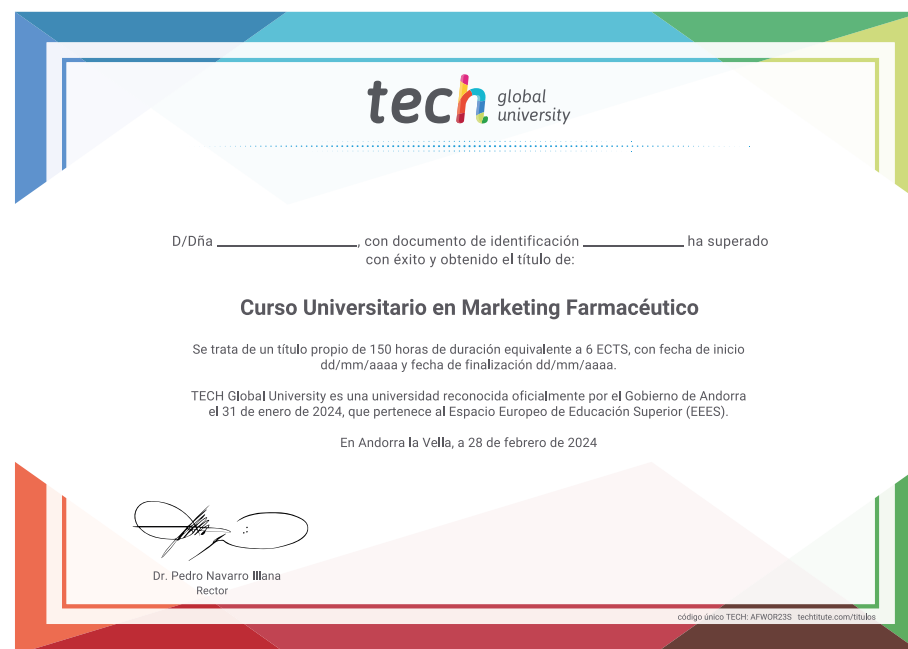 tech global university
D/Dña , con documento de identificación ha superado
con éxito y obtenido el título de:
Curso Universitario en Marketing Farmacéutico
Se trata de un título propio de 150 horas de duración equivalente a 6 ECTS, con fecha de inicio
dd/mm/aaaa y fecha de finalización dd/mm/aaaa.
TECH Global University es una universidad reconocida oficialmente por el Gobierno de Andorra
el 31 de enero de 2024, que pertenece al Espacio Europeo de Educación Superior (EEES).
En Andorra la Vella, a 28 de febrero de 2024
Dr. Pedro Navarro Illana
Rector
código único TECH: AFWOR23S techtitute.com/titulos